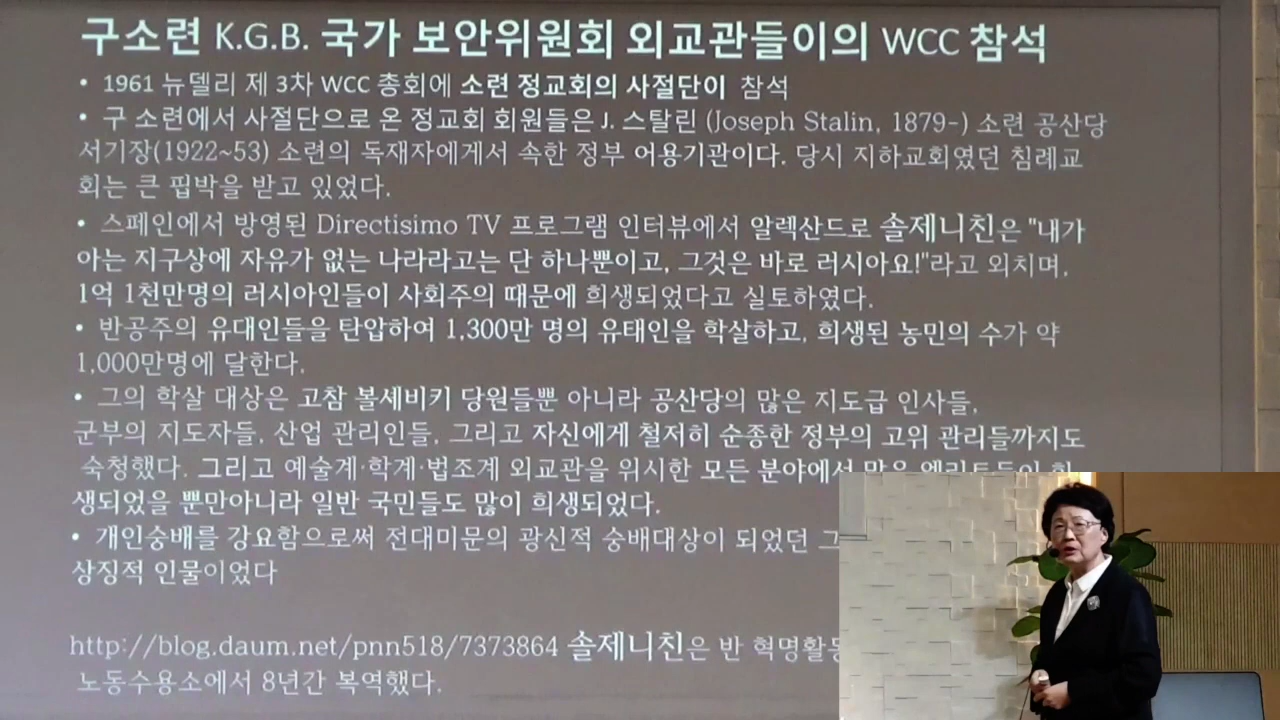 구소련 K.G.B. 국가 보안위원회 외교관들이의 WCC 참석
• 1961 뉴델리 제 3차 WCC 총회에 소련 정교회의 사절단이 참석
• 구 소련에서 사절단으로 온 정교회 회원들은 J. 스탈린 (Joseph Stalin, 1879-) 소련 공산당
서기장(1922~53) 소련의 독재자에게서 속한 정부 어용기관이다. 당시 지하교회였던 침례교
회는 큰 핍박을 받고 있었다.
• 스페인에서 방영된 Directisimo TV 프로그램 인터뷰에서 알렉산드로 솔제니친은 "내가
아는 지구상에 자유가 없는 나라라고는 단 하나뿐이고, 그것은 바로 러시아요!"라고 외치며,
1억 1천만명의 러시아인들이 사회주의 때문에 희생되었다고 실토하였다.
• 반공주의 유대인들을 탄압하여 1,300만 명의 유태인을 학살하고, 희생된 농민의 수가 약
1,000만명에 달한다.
• 그의 학살 대상은 고참 볼세비키 당원들뿐 아니라 공산당의 많은 지도급 인사들,
군부의 지도자들, 산업 관리인들, 그리고 자신에게 철저히 순종한 정부의 고위 관리들까지도
숙청했다. 그리고 예술계·학계·법조계 외교관을 위시한 모든 분야에서 많은 엘리트들이
생되었을 뿐만아니라 일반 국민들도 많이 희생되었다.
• 개인숭배를 강요함으로써 전대미문의 광신적 숭배대상이 되었던 그
상징적 인물이었다
http://blog.daum.net/pnn518/7373864 솔제니친은 반 혁명활동
노동수용소에서 8년간 복역했다.